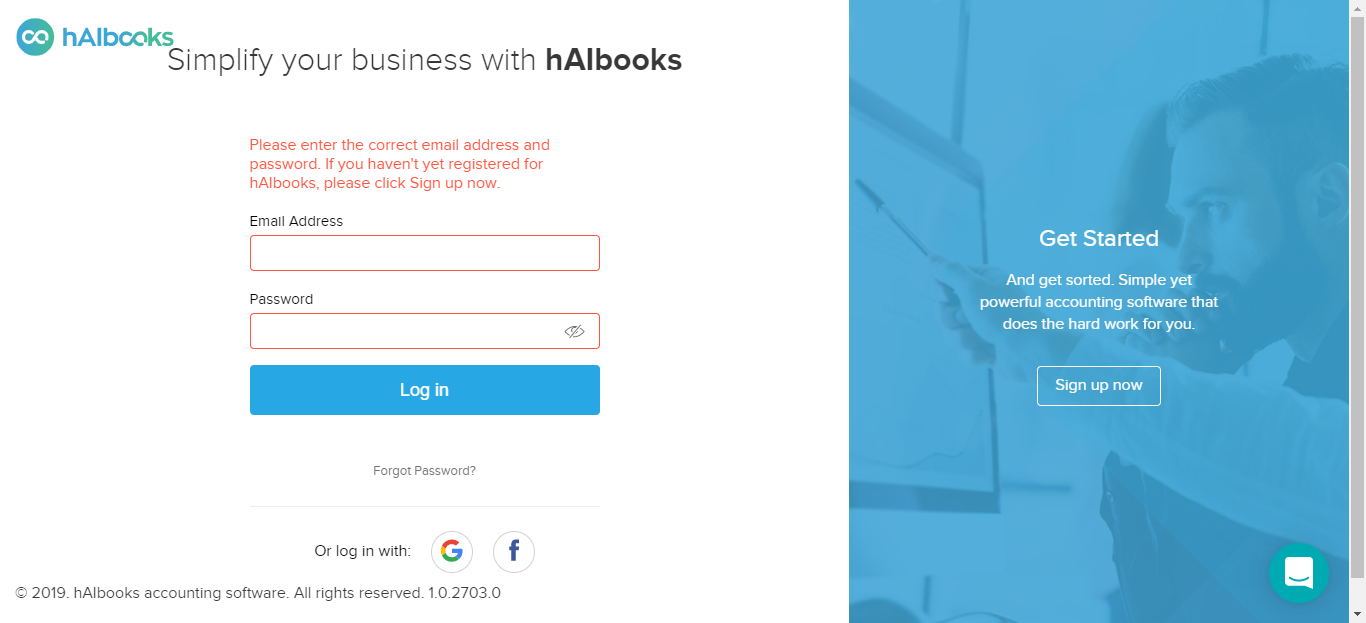 hAIbooks
Simplify your business with hAIbooks
Please enter the correct email address and
password. If you haven't yet registered for
hAIbooks, please click Sign up now.
Email Address
Password
Log in
Forgot Password?
Or log in with:
© 2019. hAIbooks accounting software. All rights reserved. 1.0.2703.0
Get Started
And get sorted. Simple yet
powerful accounting software that
does the hard work for you.
Sign up now